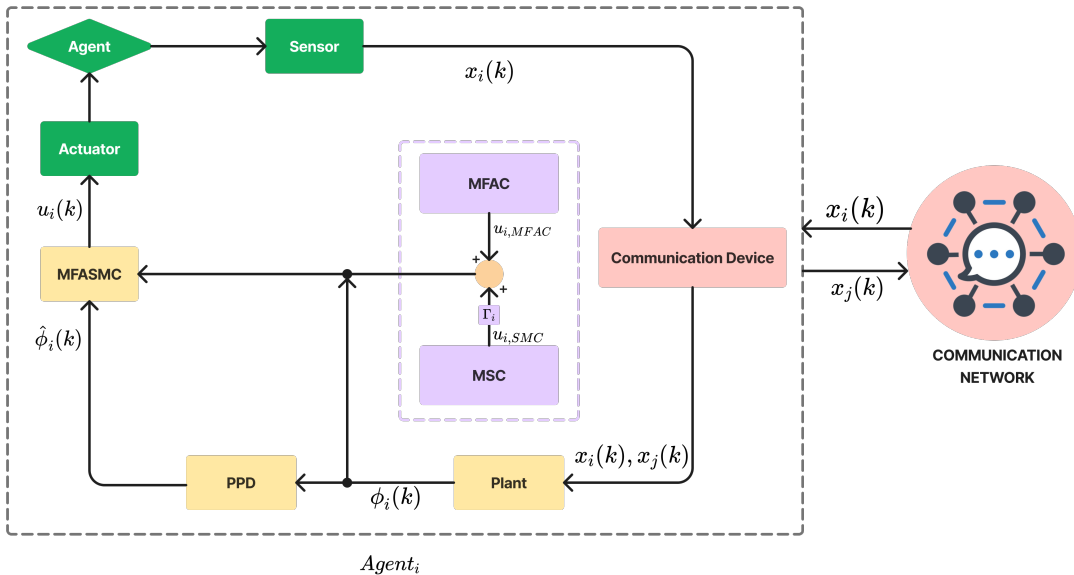 Agent
Sensor
x_i(k)
Actuator
MFAC
u_i(k)
u_{i,MFAC}
x_i(k)
+
Communication Device
MFASMC
+
x_j(k)
Γ_i
\hat{ϕ}_i(k)
u_{i,SMC}
MSC
COMMUNICATION
NETWORK
x_i(k), x_j(k)
PPD
Plant
ϕ_i(k)
Agent_i